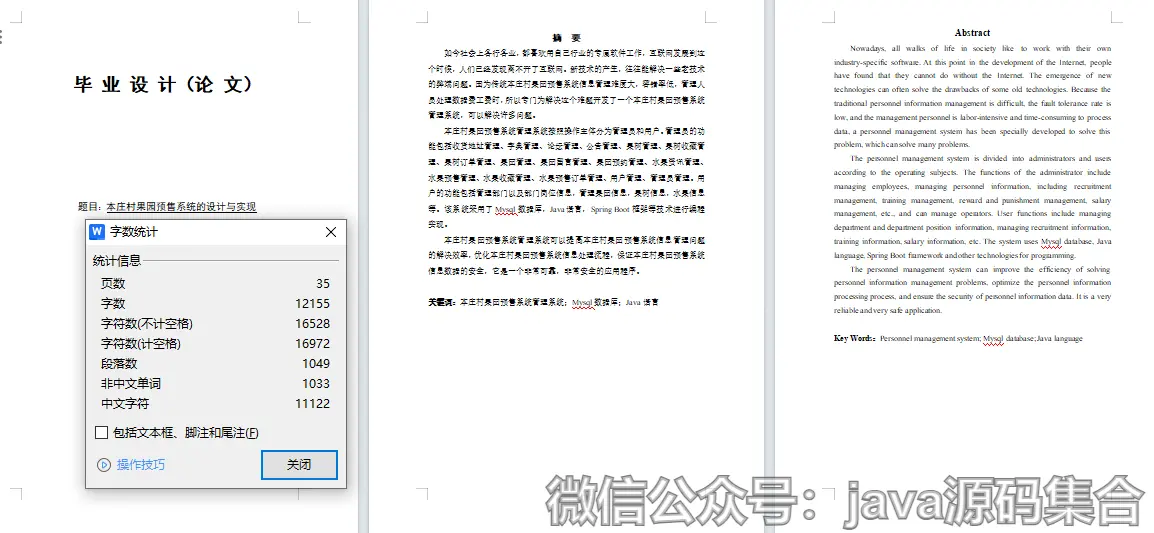 毕 业 设 计（论 文）
题目：本庄村果园预售系统的设计与实现
字数统计
统计信息
页数 35
字数 12155
字符数(不计空格) 16528
字符数(计空格) 16972
段落数 1049
非中文单词 1033
中文字符 11122
包括文本框、脚注和尾注(F)
操作技巧
关闭
摘 要
如今社会上各行各业，都喜欢用自己行业的专属软件工作，互联网发展到这
个时候，人们已经发现离不开了互联网。新技术的产生，往往能解决一些老技术
的弊端问题。因为传统本庄村果园预售系统信息管理难度大，容错率低，管理人
员处理数据费工费时，所以专门为解决这个难题开发了一个本庄村果园预售系统
管理系统，可以解决许多问题。
本庄村果园预售系统管理系统按照操作主体分为管理员和用户。管理员的功
能包括收货地址管理、字典管理、论坛管理、公告管理、果树管理、果树收藏管
理、果树订单管理、果园管理、果园留言管理、果园预约管理、水果资讯管理、
水果预售管理、水果收藏管理、水果预售订单管理、用户管理、管理员管理。用
户的功能包括管理部门以及部门岗位信息，管理果园信息，果树信息，水果信息
等。该系统采用了 Mysql 数据库，Java 语言，Spring Boot 框架等技术进行编程
实现。
本庄村果园预售系统管理系统可以提高本庄村果园预售系统信息管理问题
的解决效率，优化本庄村果园预售系统信息处理流程，保证本庄村果园预售系统
信息数据的安全，它是一个非常可靠，非常安全的应用程序。
关键词：本庄村果园预售系统管理系统；Mysql 数据库；Java 语言
Abstract
Nowadays, all walks of life in society like to work with their own
industry-specific software. At this point in the development of the Internet, people
have found that they cannot do without the Internet. The emergence of new
technologies can often solve the drawbacks of some old technologies. Because the
traditional personnel information management is difficult, the fault tolerance rate is
low, and the management personnel is labor-intensive and time-consuming to process
data, a personnel management system has been specially developed to solve this
problem, which can solve many problems.
The personnel management system is divided into administrators and users
according to the operating subjects. The functions of the administrator include
managing employees, managing personnel information, including recruitment
management, training management, reward and punishment management, salary
management, etc., and can manage operators. User functions include managing
department and department position information, managing recruitment information,
training information, salary information, etc. The system uses Mysql database, Java
language, Spring Boot framework and other technologies for programming.
The personnel management system can improve the efficiency of solving
personnel information management problems, optimize the personnel information
processing process, and ensure the security of personnel information data. It is a very
reliable and very safe application.
Key Words：Personnel management system; Mysql database; Java language
微信公众号：java源码集合